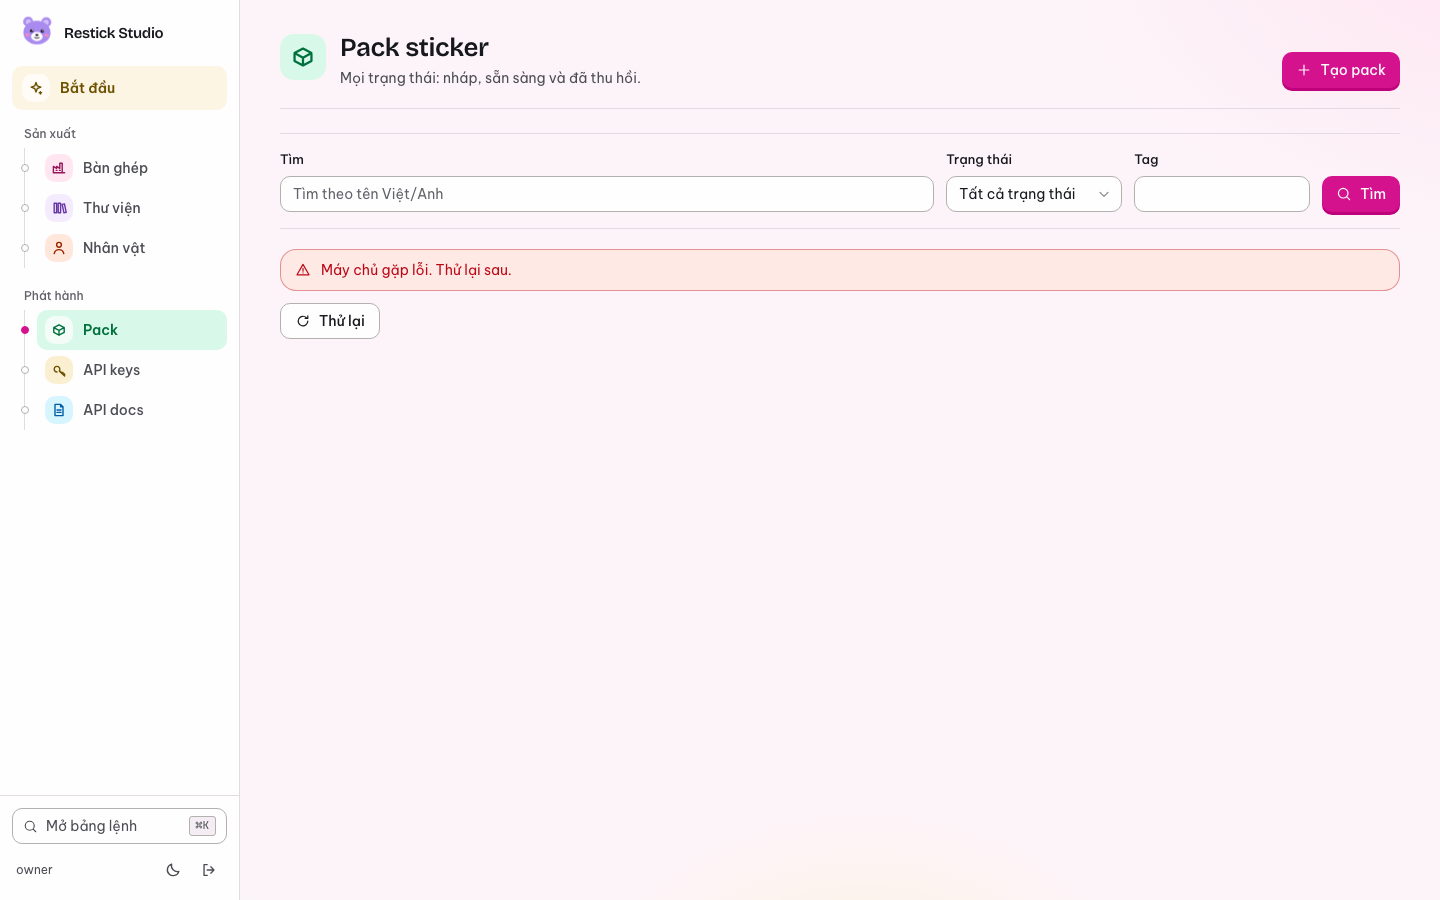 Restick Studio
Bắt đầu
Sản xuất
Bàn ghép
Thư viện
Nhân vật
Phát hành
Pack
API keys
API docs
Mở bảng lệnh
⌘K
owner
Pack sticker
Mọi trạng thái: nháp, sẵn sàng và đã thu hồi.
Tạo pack
Tìm
Tìm theo tên Việt/Anh
Trạng thái
Tất cả trạng thái
Tag
Tìm
Máy chủ gặp lỗi. Thử lại sau.
Thử lại